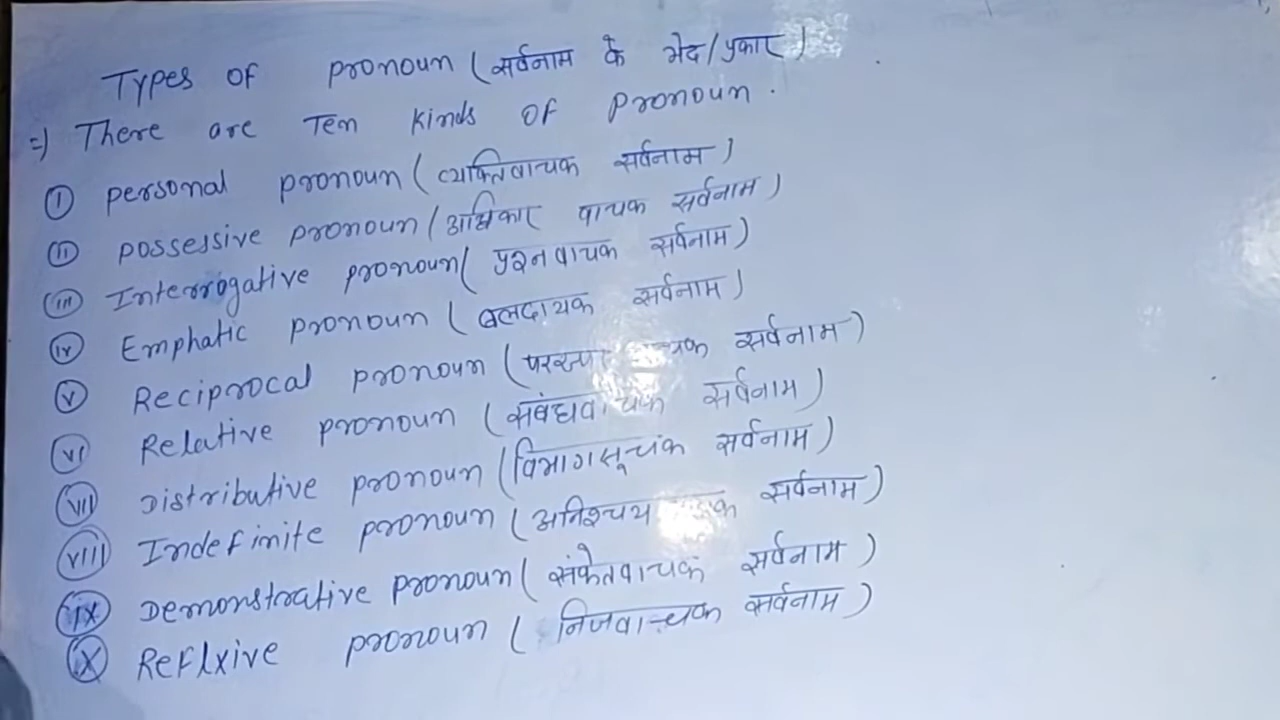 Types of pronoun (सर्वनाम के भेद/प्रकार)
=) There are Ten kinds of pronoun.
(i) personal pronoun (व्यक्तिवाचक सर्वनाम)
(ii) possessive pronoun (अधिकार वाचक सर्वनाम)
(iii) Interrogative pronoun (प्रश्नवाचक सर्वनाम)
(iv) Emphatic pronoun (बलदायक सर्वनाम)
(v) Reciprocal pronoun ( सर्वनाम)
(vi) Relative pronoun (सबंधवाचक सर्वनाम)
(vii) Distributive pronoun (विभागसूचक सर्वनाम)
(viii) Indefinite pronoun ( सर्वनाम)
(ix) Demonstrative pronoun (संकेतवाचक सर्वनाम)
(x) Reflxive pronoun (निजवाचक सर्वनाम)